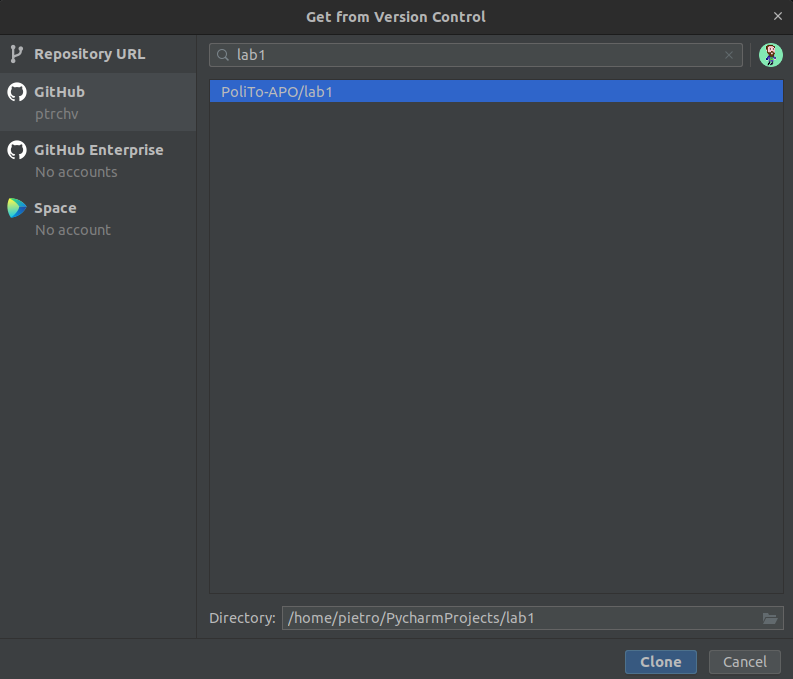 Get from Version Control
Repository URL
GitHub
ptrchv
GitHub Enterprise
No accounts
Space
No account
lab1
PoliTo-APO/lab1
Directory: /home/pietro/PycharmProjects/lab1
Clone Cancel